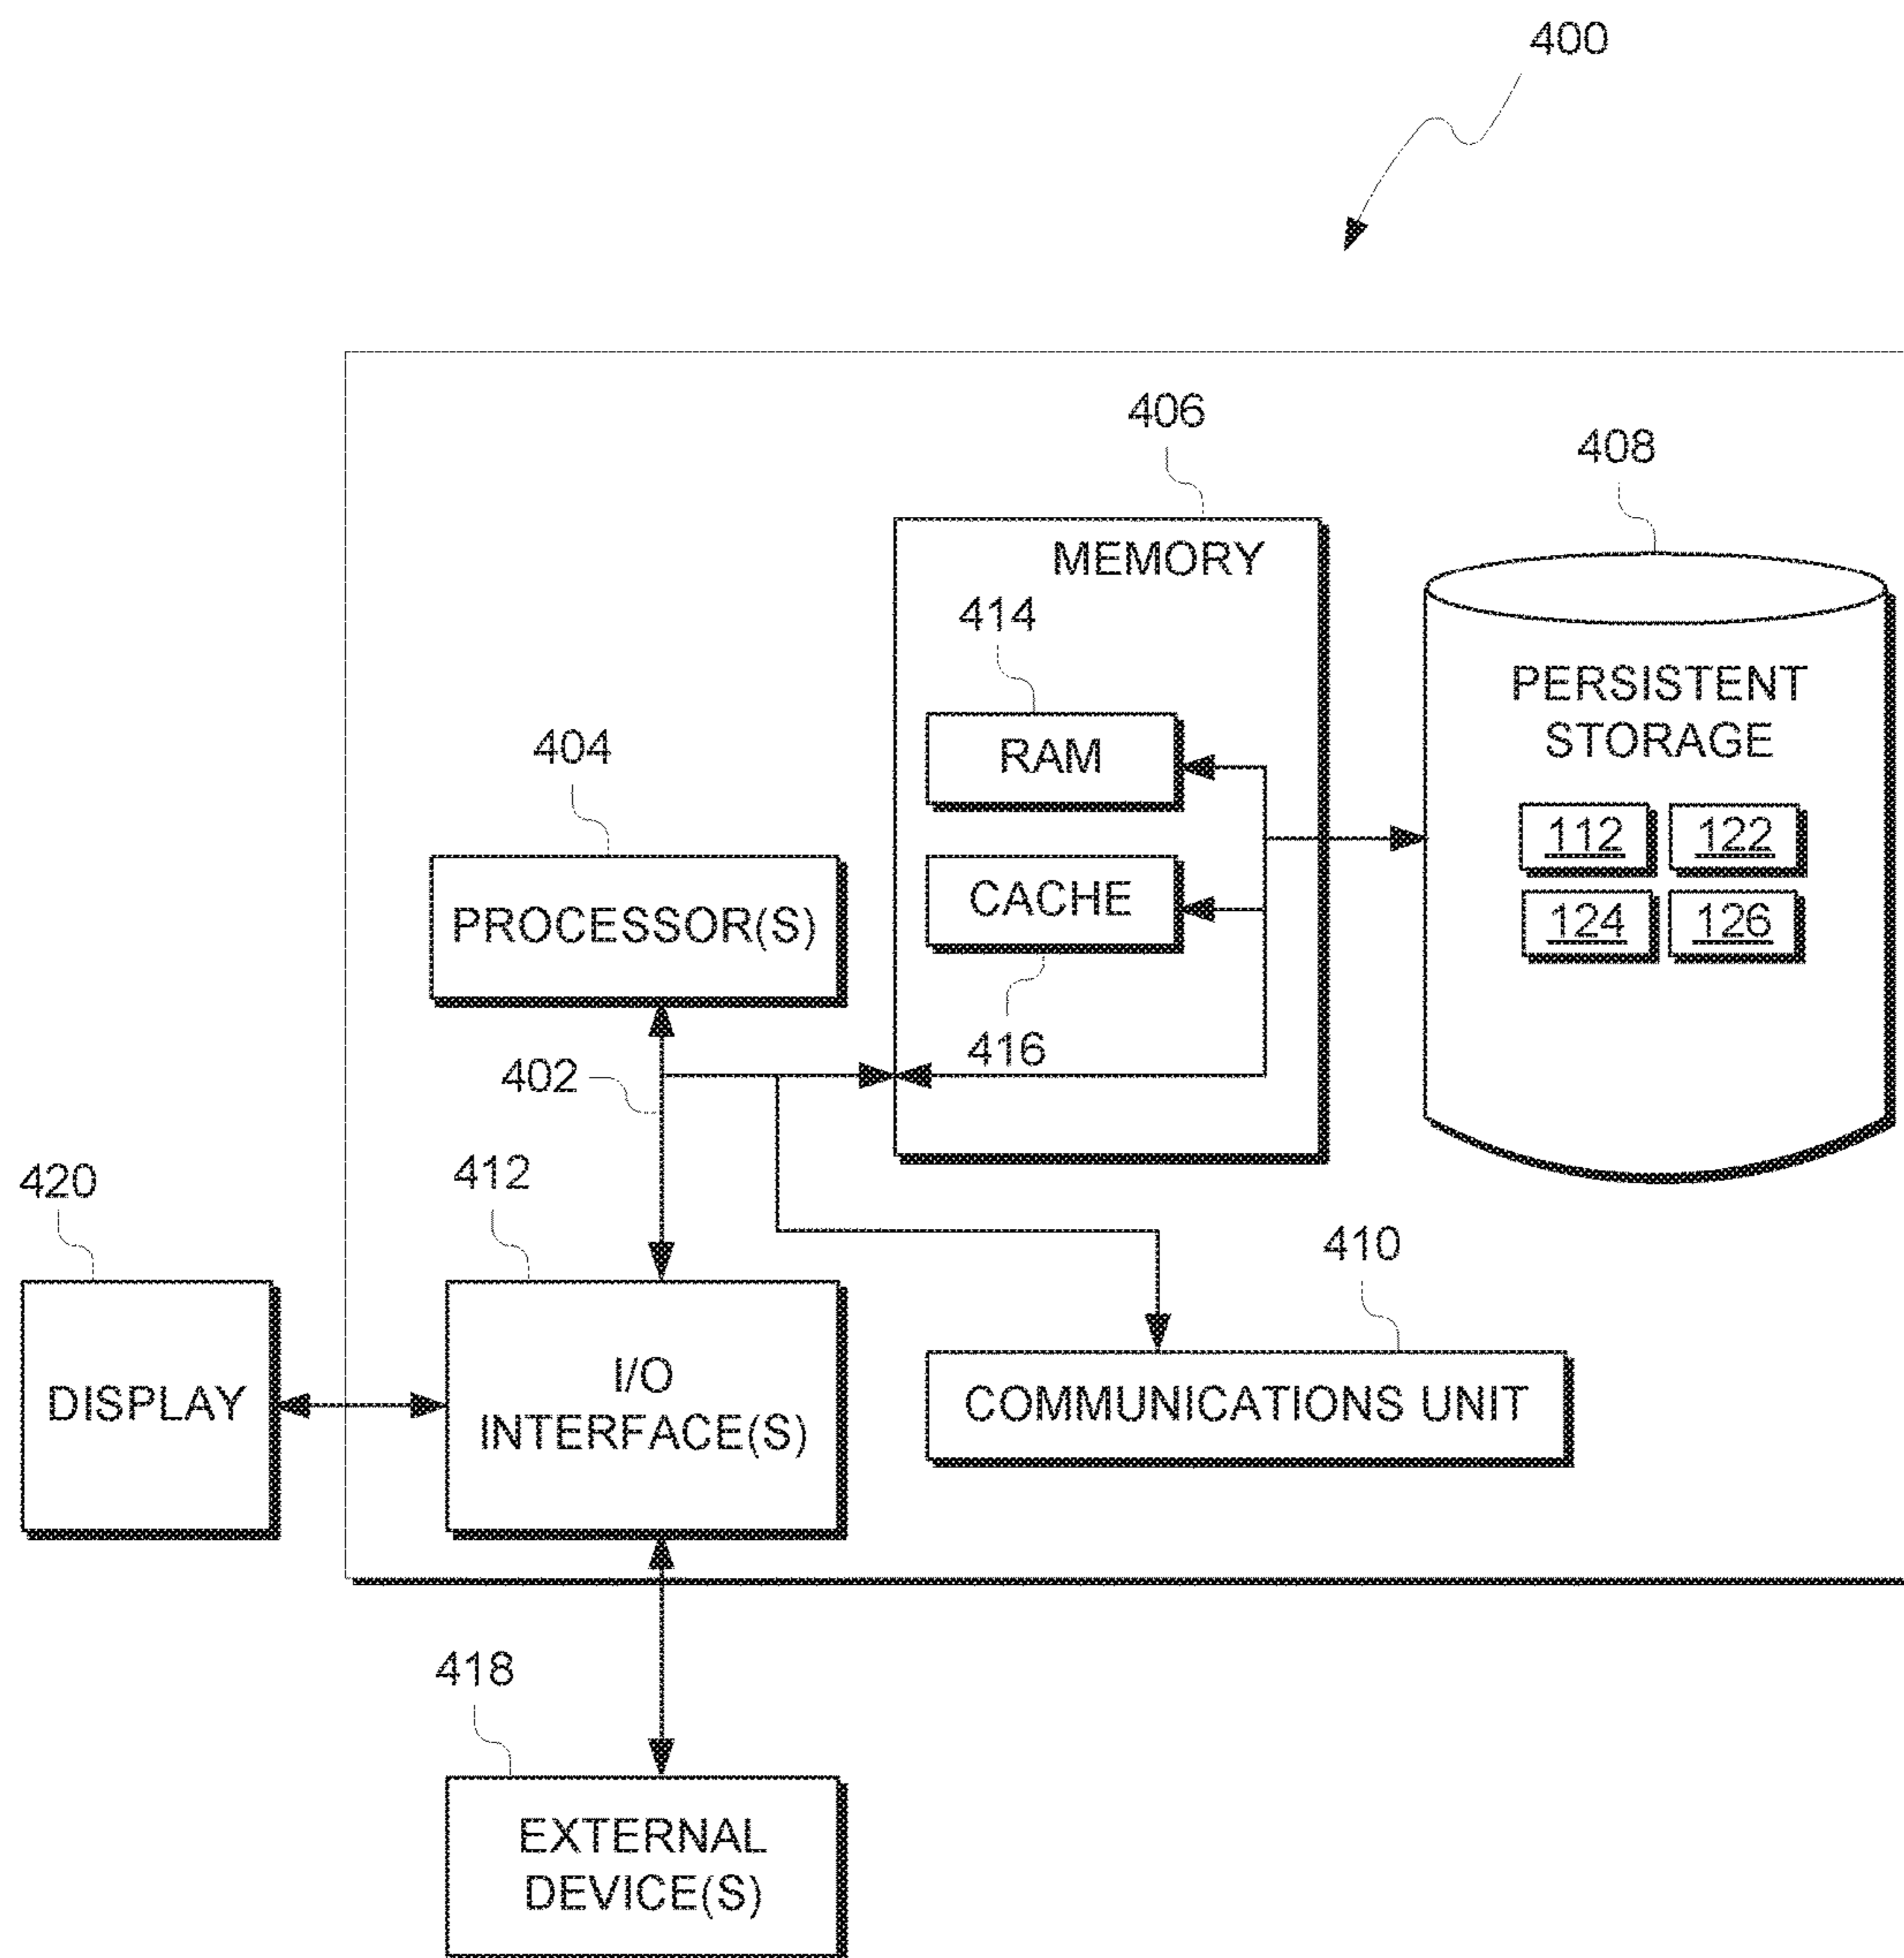 400
406
408
MEMORY
414
PERSISTENT
STORAGE
RAM
404
112 122
CACHE
124 126
PROCESSOR(S)
416
402
420
412
410
I/O
INTERFACE(S)
DISPLAY
COMMUNICATIONS UNIT
418
EXTERNAL
DEVICE(S)